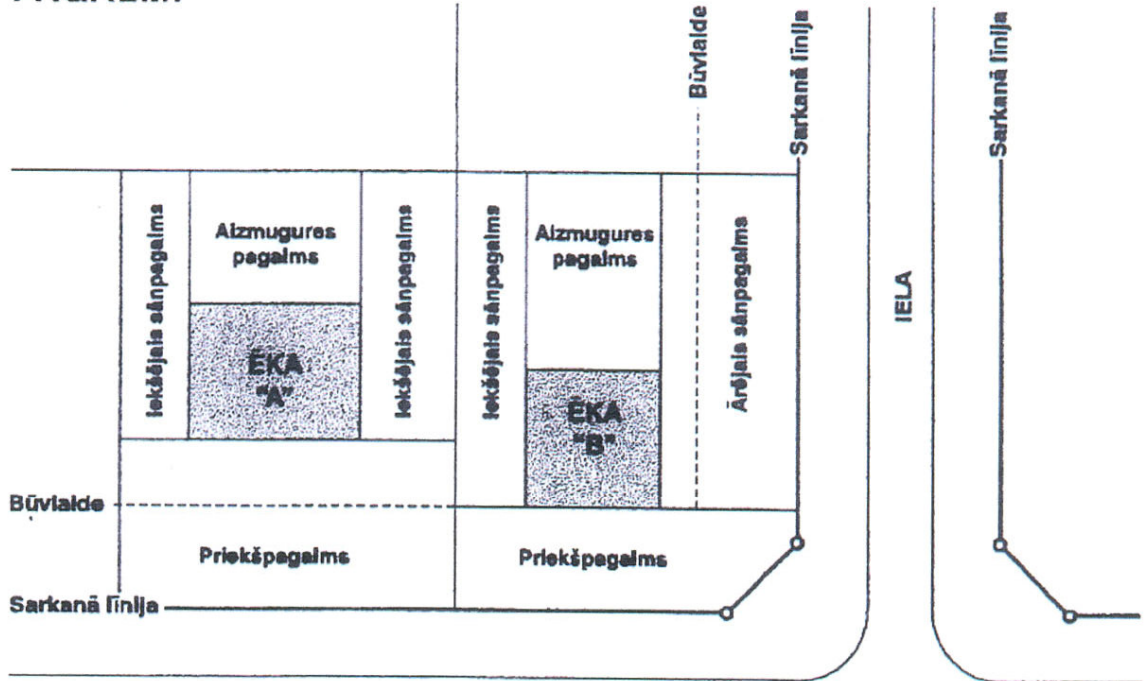 Būvlaide
Sarkanā līnija
Sarkanā līnija
Iekšējais sānpagalms
Aizmugures
pagalms
Iekšējais sānpagalms
Iekšējais sānpagalms
Aizmugures
pagalms
Ārējais sānpagalms
IELA
ĒKA
"A"
ĒKA
"B"
Būvlaide
Priekšpagalms
Priekšpagalms
Sarkanā līnija